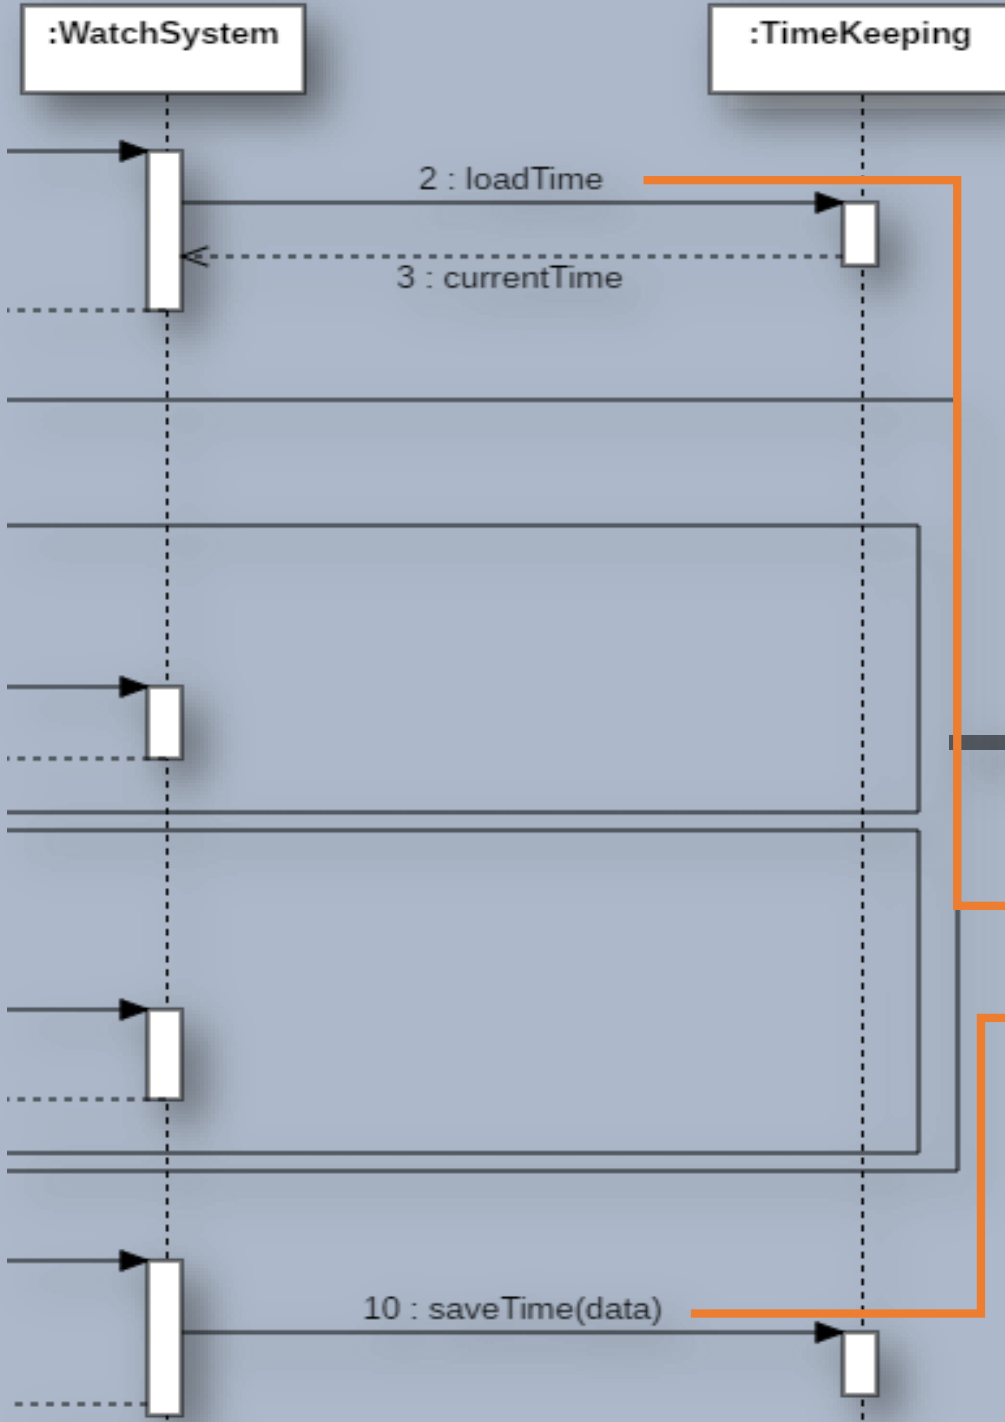 :WatchSystem
:TimeKeeping
2 : loadTime
3 : currentTime
10 : saveTime(data)